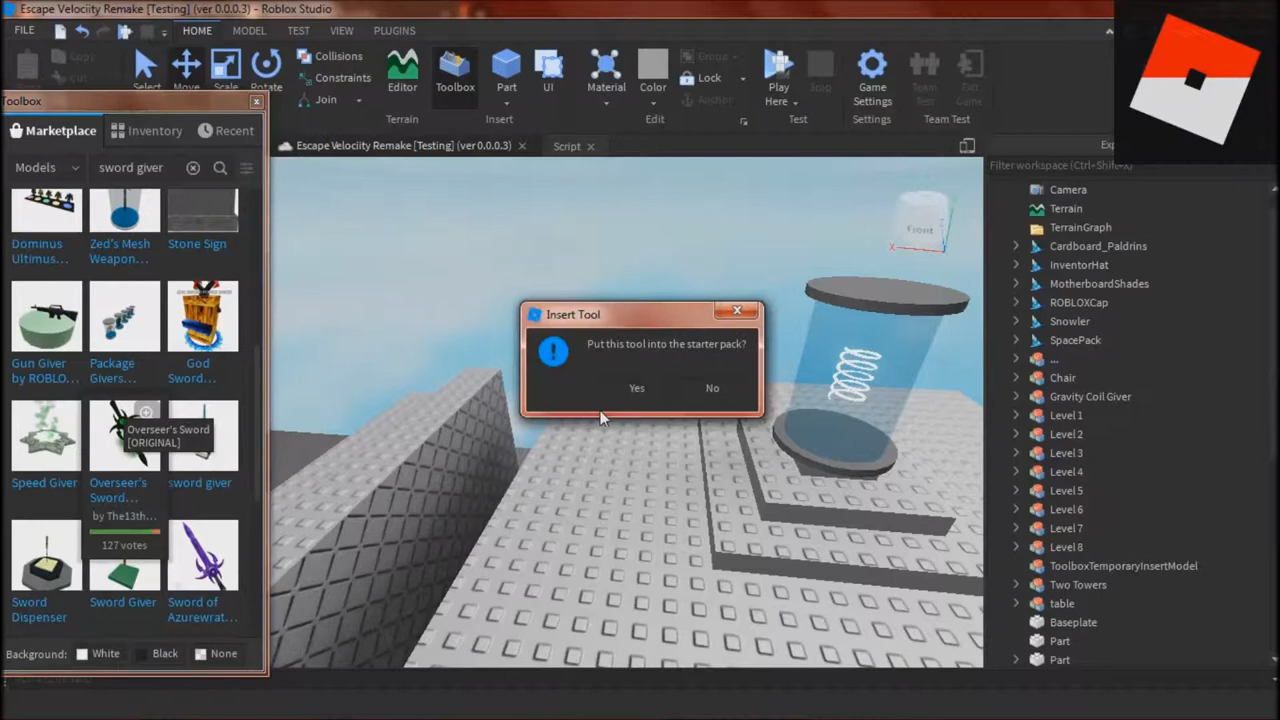 Escape Velociity Remake [Testing] (ver 0.0.0.3) - Roblox Studio
FILE
HOME
MODEL
TEST
VIEW
PLUGINS
Copy
Cut
Select
Move
Scale
Rotate
Collisions
Constraints
Join
Editor
Toolbox
Part
UI
Material
Color
Group
Lock
Anchor
Play
Here
Stop
Game
Settings
Team
Test
Exit
Game
Terrain
Insert
Edit
Test
Settings
Team Test
Toolbox
Marketplace
Inventory
Recent
Models
sword giver
Dominus
Ultimus...
Zed's Mesh
Weapon...
Stone Sign
Gun Giver
by ROBLO...
Package
Givers...
God
Sword...
Overseer's Sword
[ORIGINAL]
Speed Giver
Overseer's
Sword...
sword giver
by The13th...
127 votes
Sword
Dispenser
Sword Giver
Sword of
Azurewrat...
Background:
White
Black
None
Escape Velociity Remake [Testing] (ver 0.0.0.3)
Script
Front
X
Insert Tool
Put this tool into the starter pack?
Yes
No
Filter workspace (Ctrl+Shift+X)
Camera
Terrain
TerrainGraph
Cardboard_Paldrins
InventorHat
MotherboardShades
ROBLOXCap
Snowler
SpacePack
...
Chair
Gravity Coil Giver
Level 1
Level 2
Level 3
Level 4
Level 5
Level 6
Level 7
Level 8
ToolboxTemporaryInsertModel
Two Towers
table
Baseplate
Part
Part